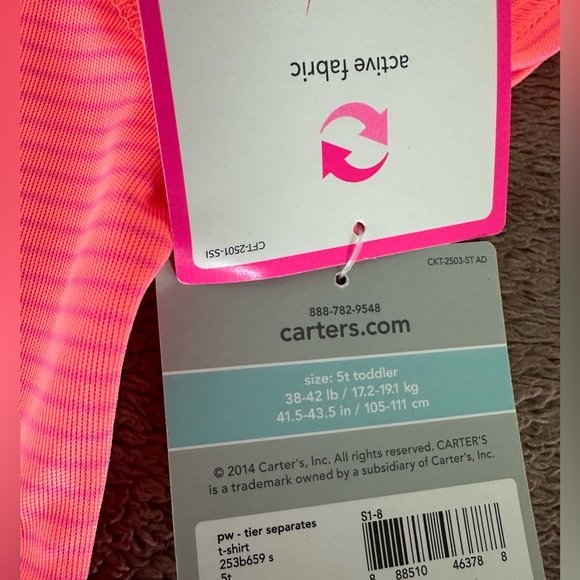 active fabric
CFT-2501-SSI
CKT-2503-5T AD
888-782-9548
carters.com
size: 5t toddler
38-42 lb / 17.2-19.1 kg
41.5-43.5 in / 105-111 cm
© 2014 Carter's, Inc. All rights reserved. CARTER'S
is a trademark owned by a subsidiary of Carter's, Inc.
pw - tier separates
t-shirt
253b659 s
5t
S1-8
8 88510 46378 8